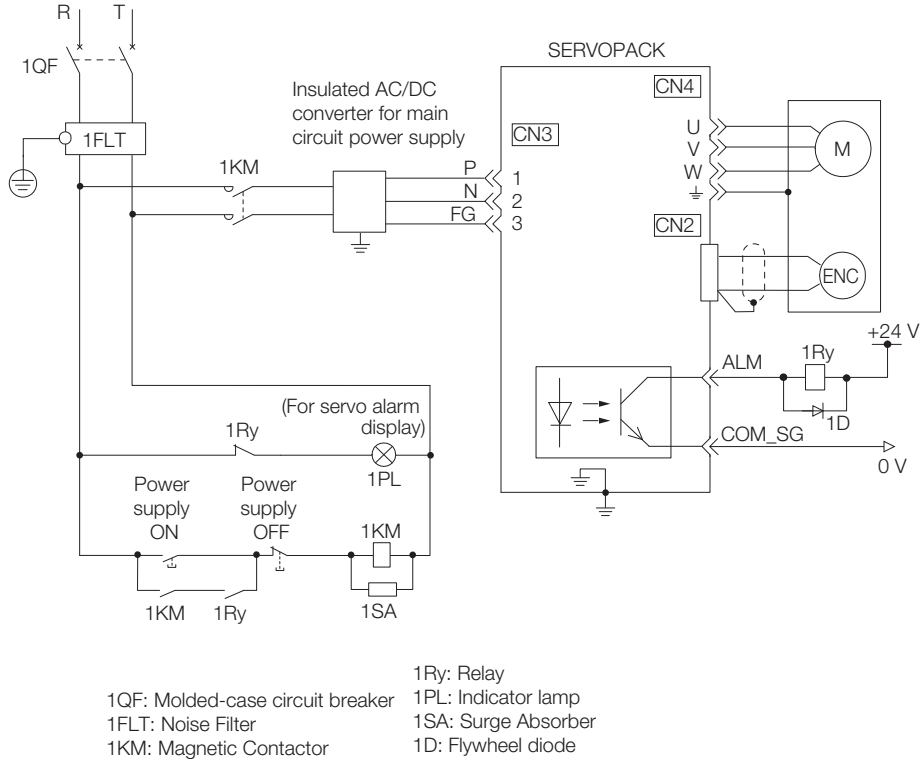 R
T
1QF
1FLT
SERVOPACK
Insulated AC/DC
converter for main
circuit power supply
CN4
CN3
1KM
P
N
FG
1
2
3
U
V
W
M
CN2
ENC
+24 V
ALM
1Ry
1D
COM_SG
0 V
(For servo alarm
display)
1Ry
1PL
Power
supply
ON
Power
supply
OFF
1KM
1KM
1Ry
1SA
1QF: Molded-case circuit breaker
1FLT: Noise Filter
1KM: Magnetic Contactor
1Ry: Relay
1PL: Indicator lamp
1SA: Surge Absorber
1D: Flywheel diode